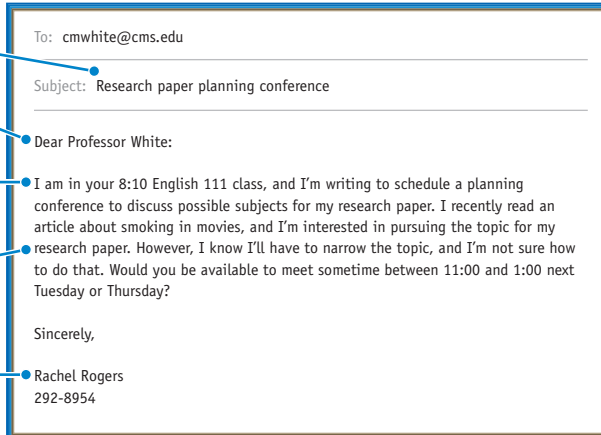 To: cmwhite@cms.edu
Subject: Research paper planning conference
Dear Professor White:
I am in your 8:10 English 111 class, and I’m writing to schedule a planning
conference to discuss possible subjects for my research paper. I recently read an
article about smoking in movies, and I’m interested in pursuing the topic for my
research paper. However, I know I’ll have to narrow the topic, and I’m not sure how
to do that. Would you be available to meet sometime between 11:00 and 1:00 next
Tuesday or Thursday?
Sincerely,
Rachel Rogers
292-8954